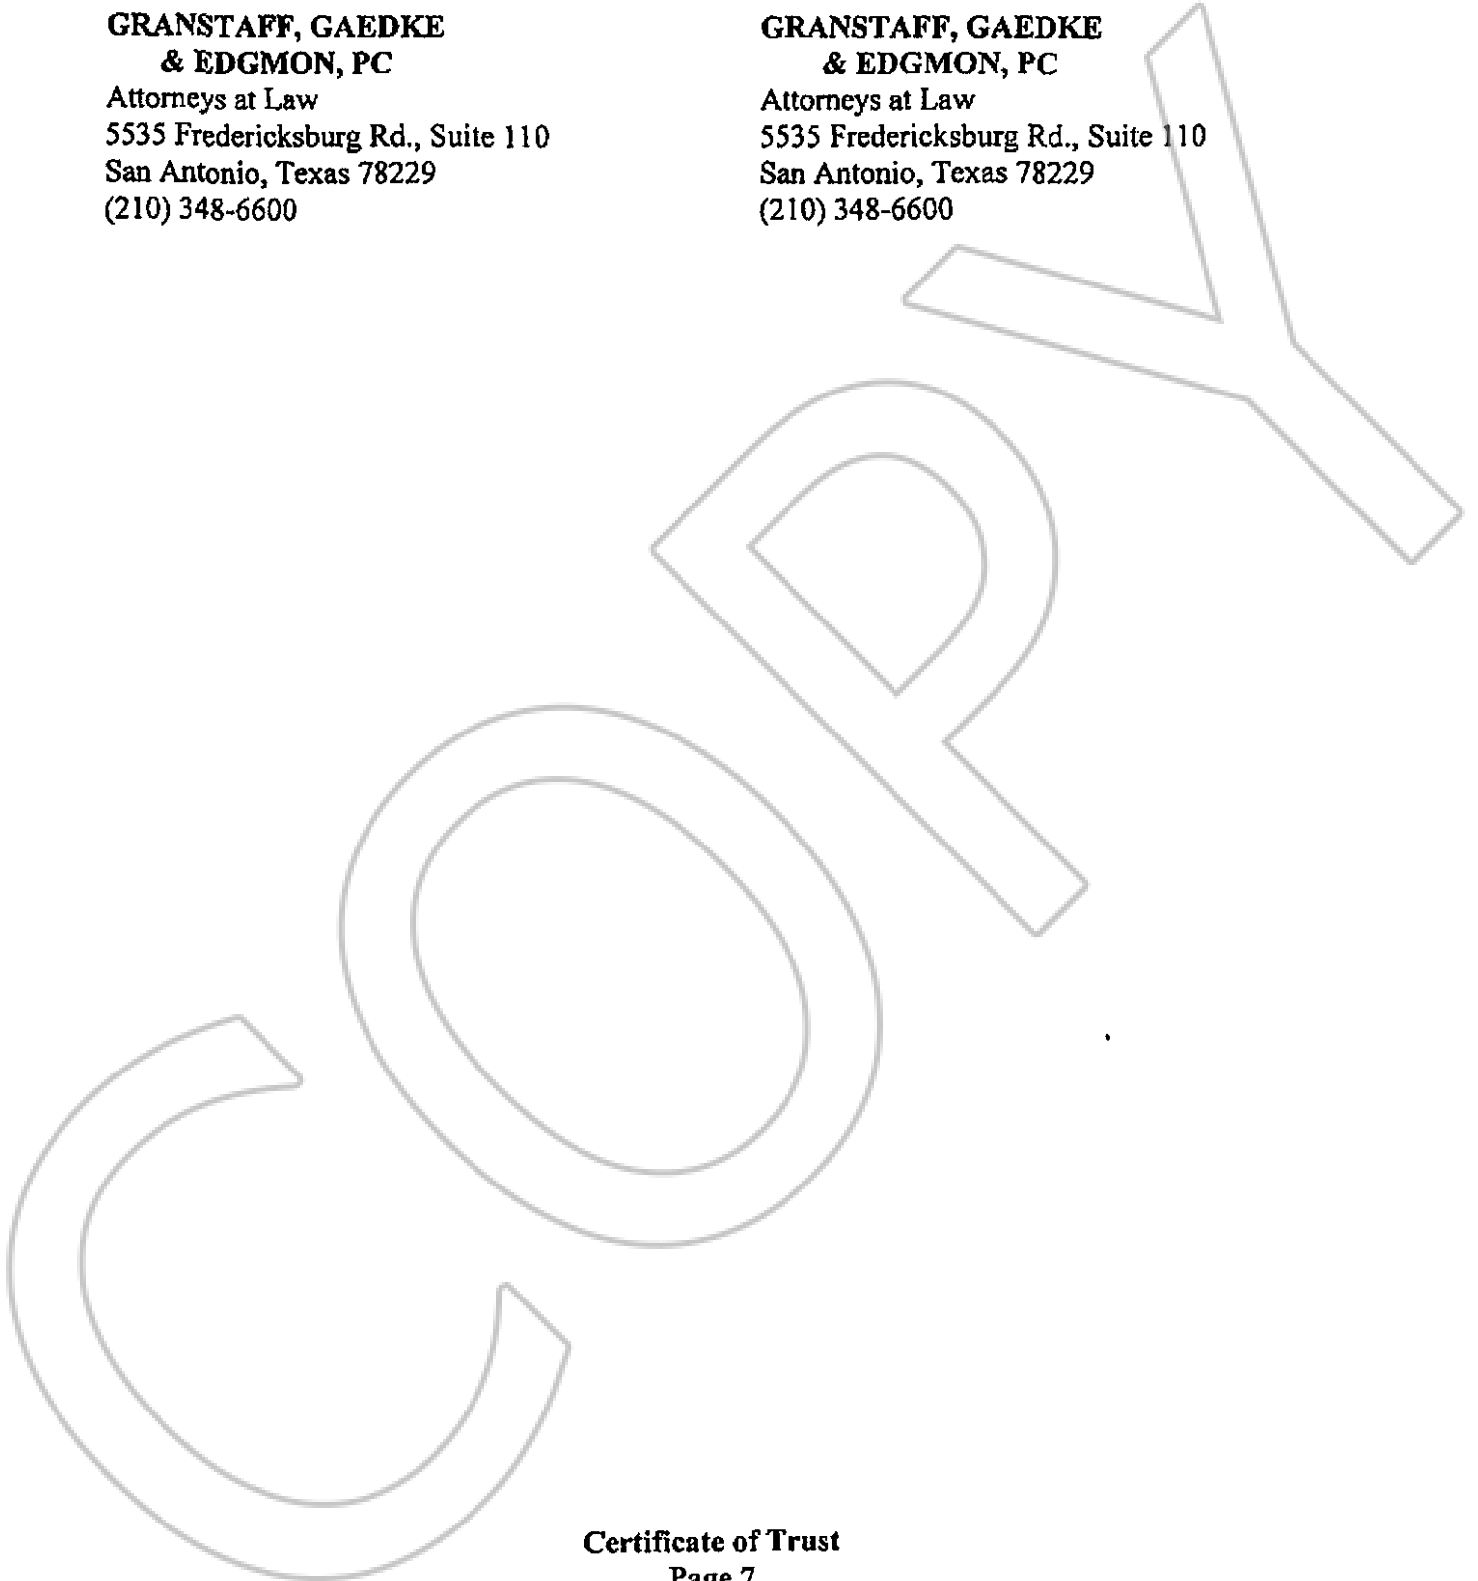 GRANSTAFF, GAEDKE
& EDGMON, PC
Attorneys at Law
5535 Fredericksburg Rd., Suite 110
San Antonio, Texas 78229
(210) 348-6600
GRANSTAFF, GAEDKE
& EDGMON, PC
Attorneys at Law
5535 Fredericksburg Rd., Suite 110
San Antonio, Texas 78229
(210) 348-6600
COPY
Certificate of Trust
Page 7